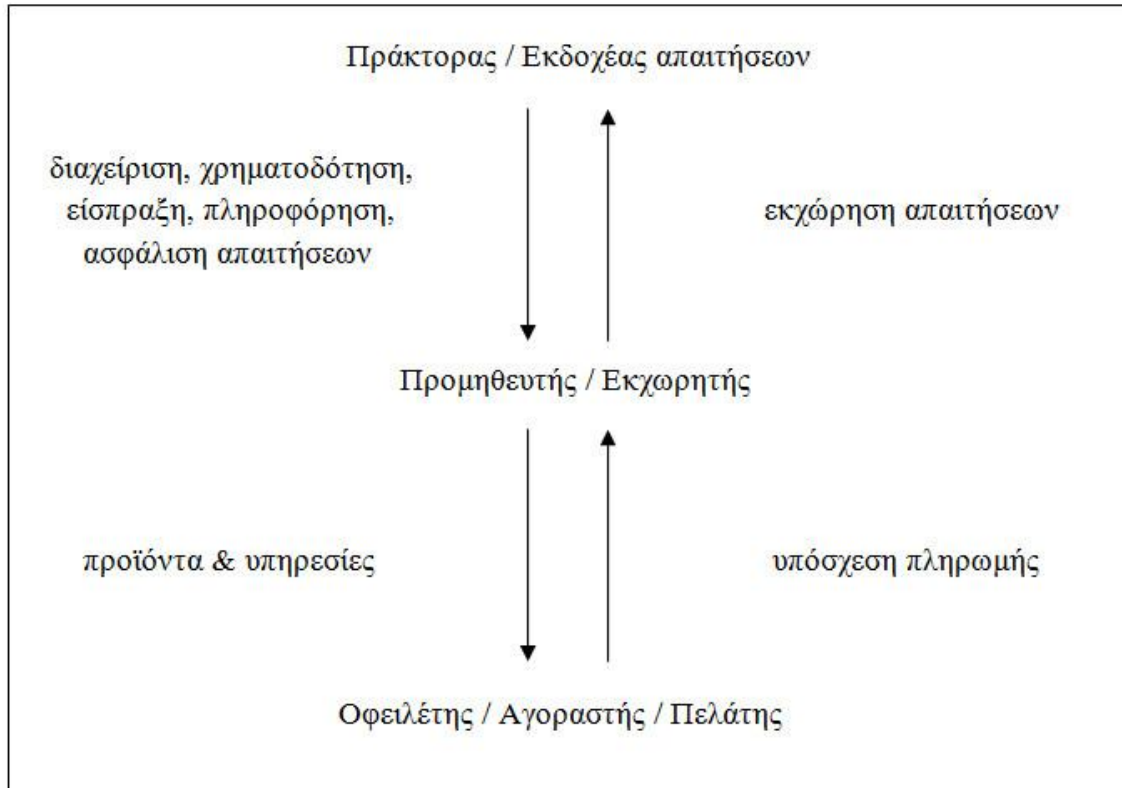 Πράκτορας / Εκδοχέας απαιτήσεων
διαχείριση, χρηματοδότηση,
είσπραξη, πληροφόρηση,
ασφάλιση απαιτήσεων
εκχώρηση απαιτήσεων
Προμηθευτής / Εκχωρητής
προϊόντα & υπηρεσίες
υπόσχεση πληρωμής
Οφειλέτης / Αγοραστής / Πελάτης